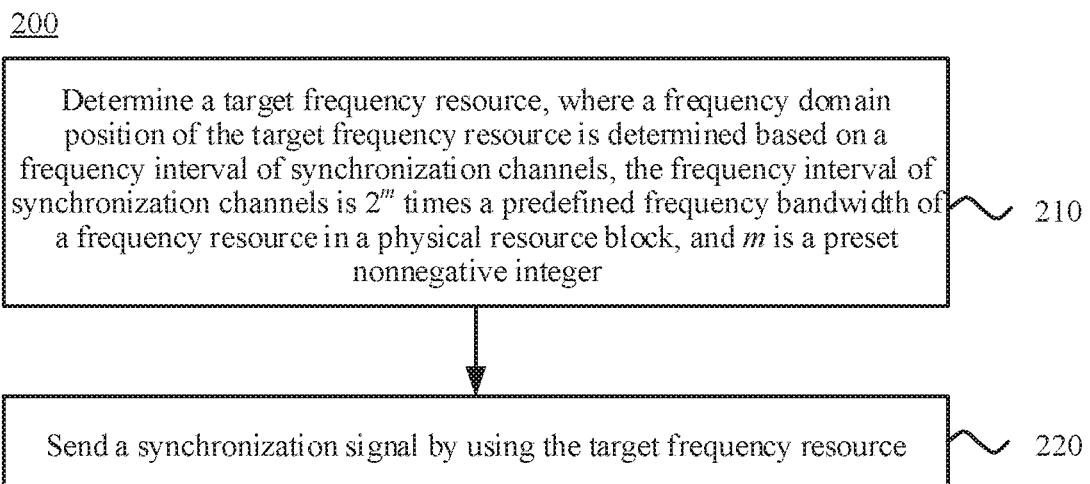 200
Determine a target frequency resource, where a frequency domain
position of the target frequency resource is determined based on a
frequency interval of synchronization channels, the frequency interval of
synchronization channels is 2^m times a predefined frequency bandwidth of
a frequency resource in a physical resource block, and m is a preset
nonnegative integer
210
Send a synchronization signal by using the target frequency resource
220